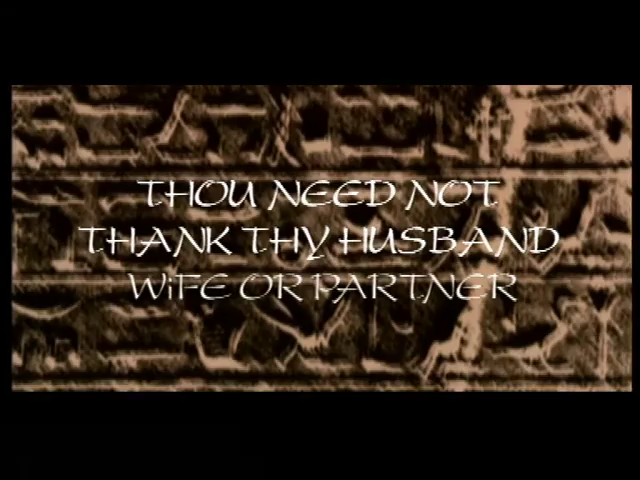 THOU NEED NOT
THANK THY HUSBAND
WiFE OR PARTNER